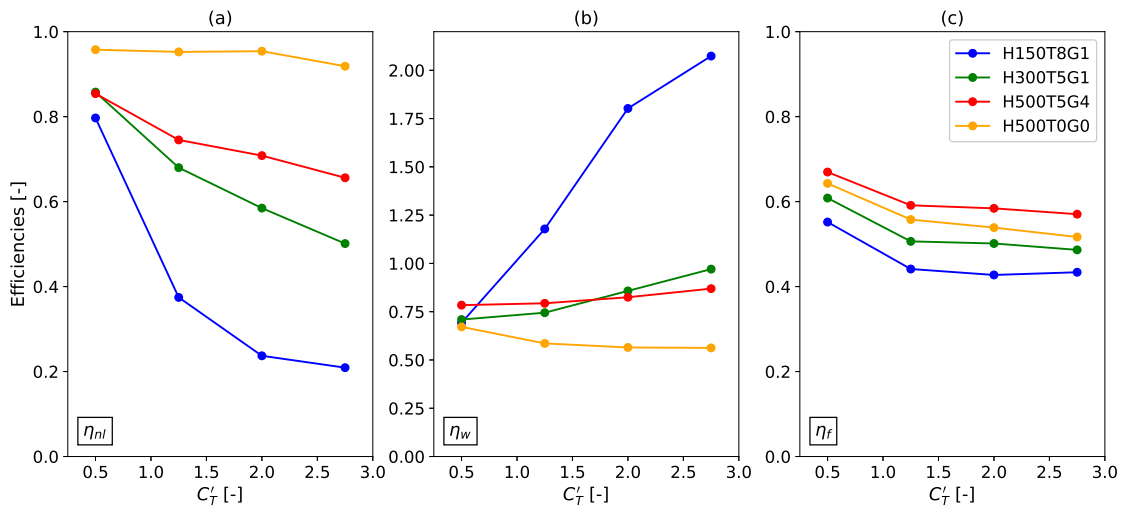 (a) (b) (c)
Efficiencies [-]
1.0
0.8
0.6
0.4
0.2
0.0
η_nl
0.5 1.0 1.5 2.0 2.5 3.0
C′_T [-]
2.00
1.75
1.50
1.25
1.00
0.75
0.50
0.25
0.00
η_w
0.5 1.0 1.5 2.0 2.5 3.0
C′_T [-]
1.0
0.8
0.6
0.4
0.2
0.0
H150T8G1
H300T5G1
H500T5G4
H500T0G0
η_f
0.5 1.0 1.5 2.0 2.5 3.0
C′_T [-]